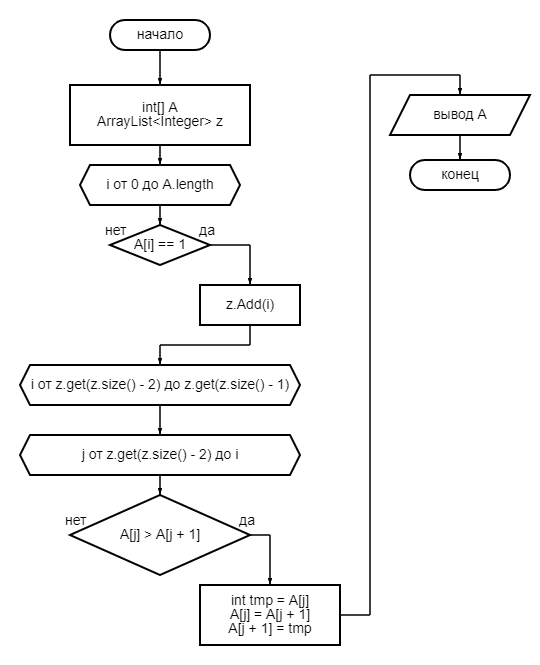 начало
int[] A
ArrayList<Integer> z
i от 0 до A.length
нет
да
A[i] == 1
z.Add(i)
i от z.get(z.size() - 2) до z.get(z.size() - 1)
j от z.get(z.size() - 2) до i
нет
да
A[j] > A[j + 1]
int tmp = A[j]
A[j] = A[j + 1]
A[j + 1] = tmp
вывод A
конец